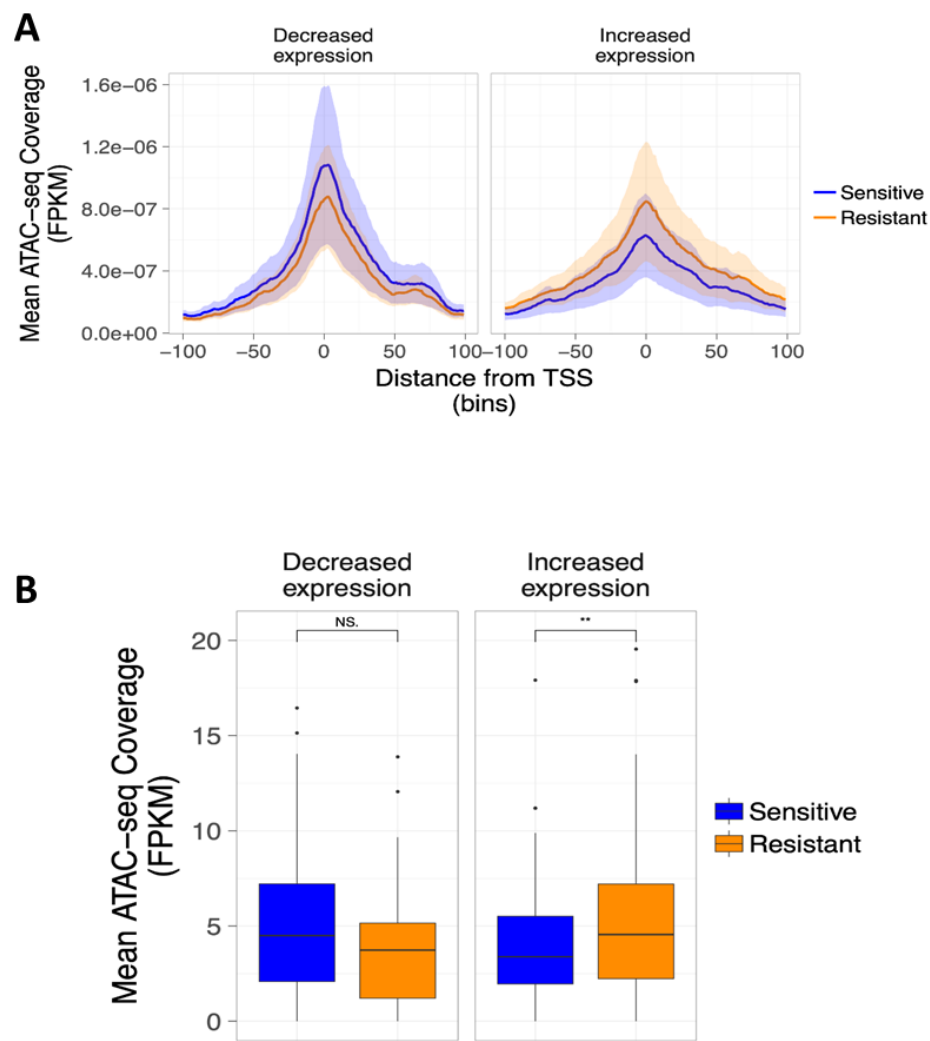 A
Decreased
expression
Increased
expression
Mean ATAC−seq Coverage
(FPKM)
1.6e−06
1.2e−06
8.0e−07
4.0e−07
0.0e+00
−100 −50 0 50 100
−100 −50 0 50 100
Distance from TSS
(bins)
Sensitive
Resistant
B
Decreased
expression
Increased
expression
Mean ATAC−seq Coverage
(FPKM)
NS.
**
20
15
10
5
0
Sensitive
Resistant